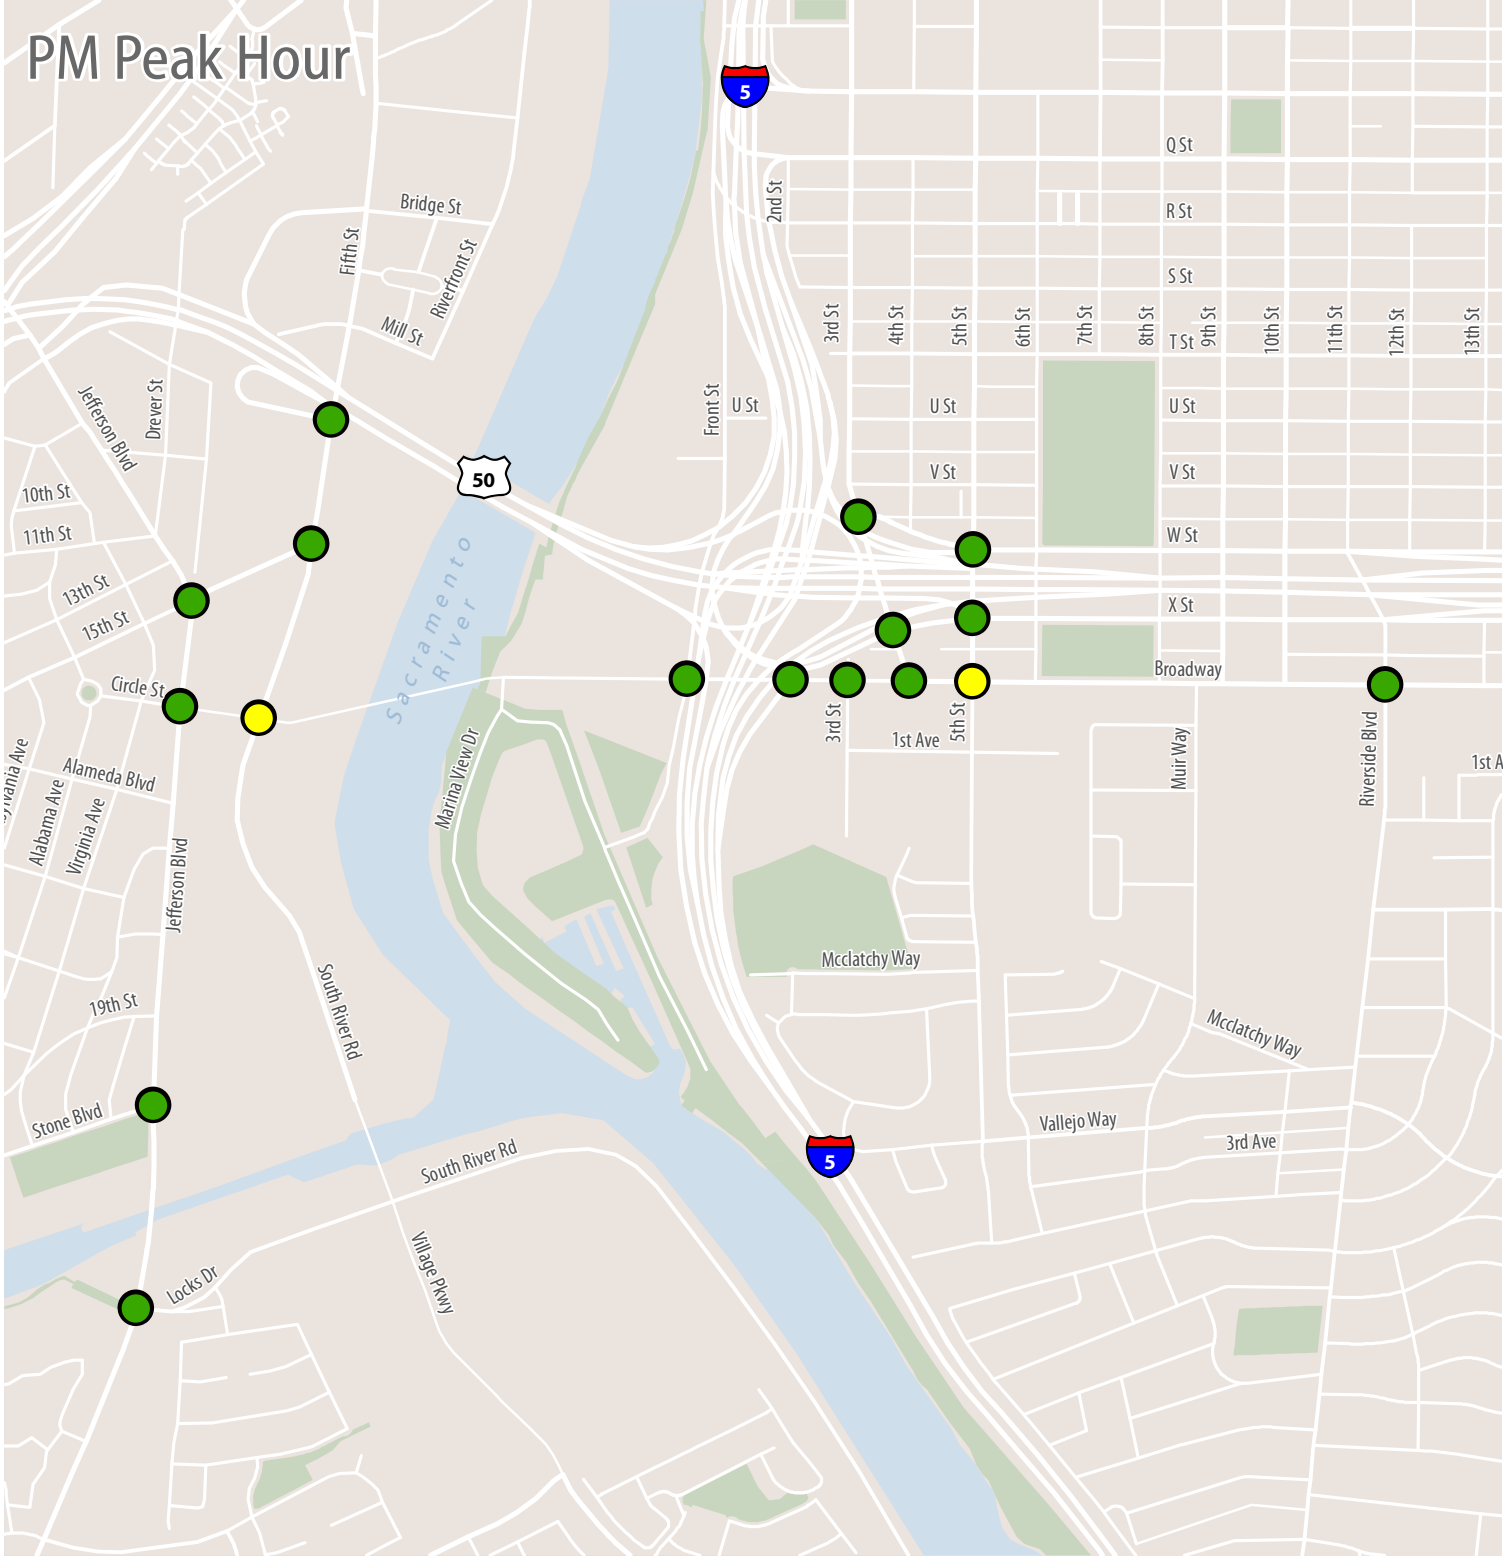 PM Peak Hour
5
Q St
2nd St
Bridge St
R St
Fifth St
Riverfront St
S St
Mill St
3rd St
4th St
5th St
6th St
7th St
8th St
9th St
10th St
11th St
12th St
13th St
T St
Jefferson Blvd
Drever St
Front St
U St
U St
U St
50
V St
V St
10th St
11th St
W St
13th St
15th St
Sacramento
River
X St
Broadway
Circle St
3rd St
5th St
1st Ave
Marina View Dr
Muir Way
Riverside Blvd
1st A
ylvania Ave
Alameda Blvd
Alabama Ave
Virginia Ave
Jefferson Blvd
Mcclatchy Way
South River Rd
19th St
Mcclatchy Way
Stone Blvd
Vallejo Way
3rd Ave
5
South River Rd
Village Pkwy
Locks Dr